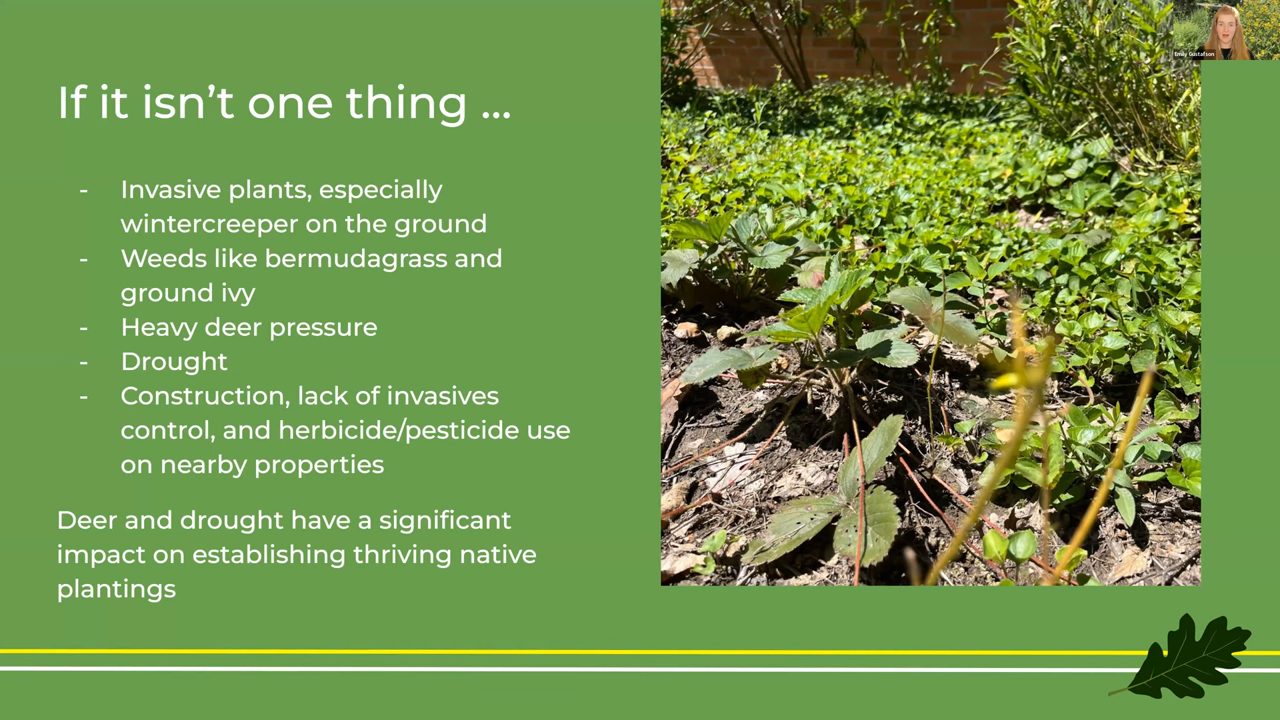 Emily Gustafson
If it isn’t one thing ...
- Invasive plants, especially
wintercreeper on the ground
- Weeds like bermudagrass and
ground ivy
- Heavy deer pressure
- Drought
- Construction, lack of invasives
control, and herbicide/pesticide use
on nearby properties
Deer and drought have a significant
impact on establishing thriving native
plantings